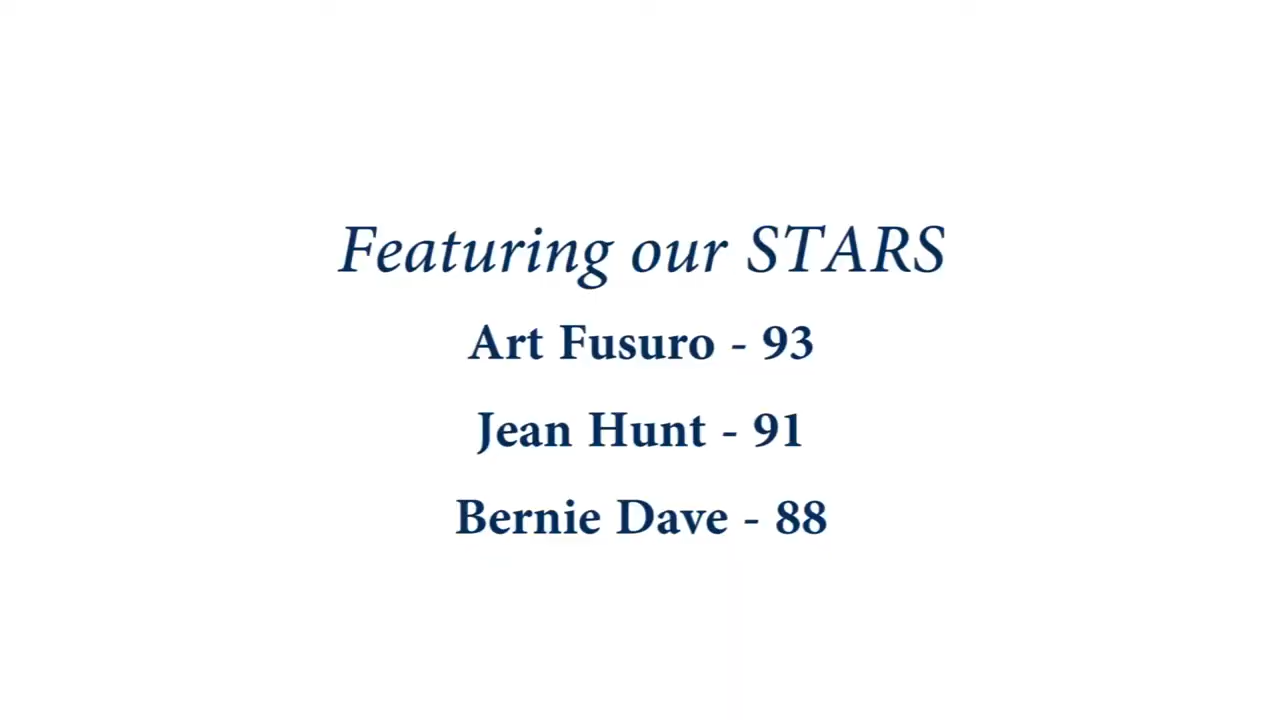 Featuring our STARS
Art Fusuro - 93
Jean Hunt - 91
Bernie Dave - 88